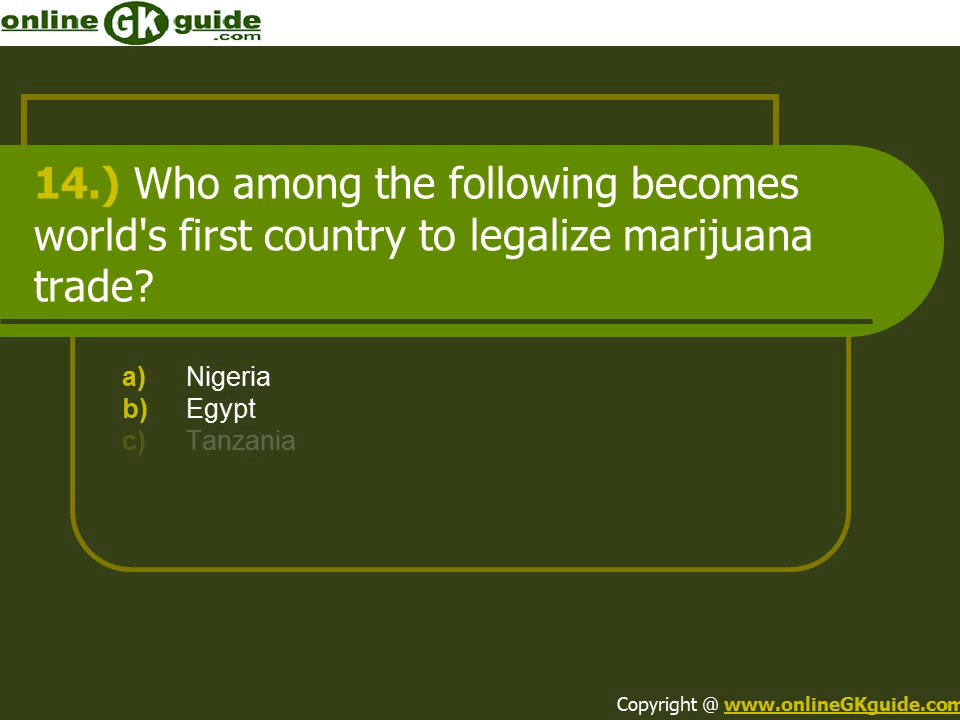 online GK guide
.com
14.) Who among the following becomes
world's first country to legalize marijuana
trade?
a) Nigeria
b) Egypt
c) Tanzania
Copyright @ www.onlineGKguide.com